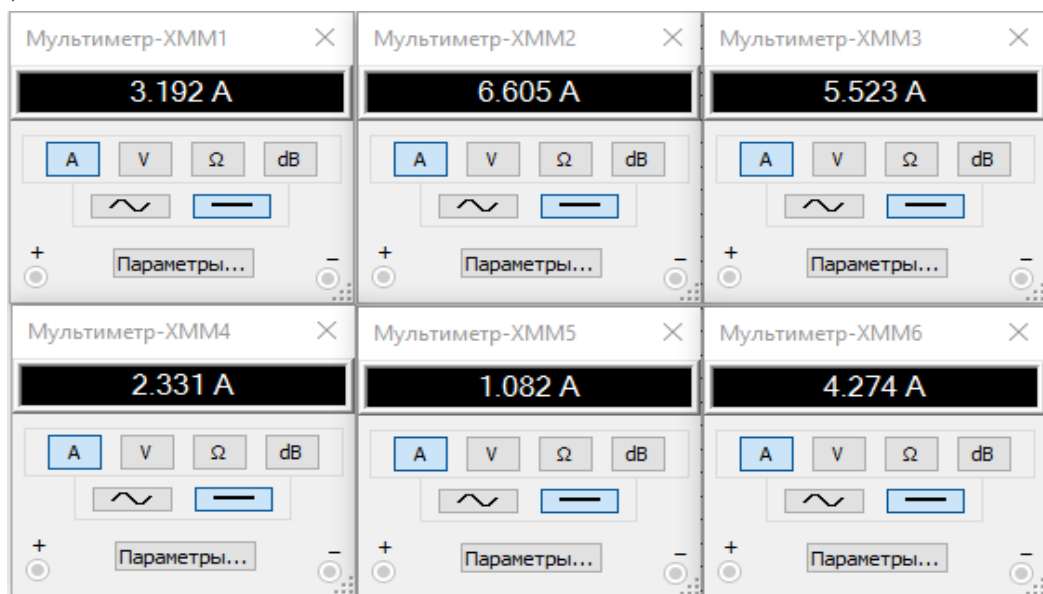 Мультиметр-XMM1
3.192 A
A V Ω dB
+ Параметры... −
Мультиметр-XMM2
6.605 A
A V Ω dB
+ Параметры... −
Мультиметр-XMM3
5.523 A
A V Ω dB
+ Параметры... −
Мультиметр-XMM4
2.331 A
A V Ω dB
+ Параметры... −
Мультиметр-XMM5
1.082 A
A V Ω dB
+ Параметры... −
Мультиметр-XMM6
4.274 A
A V Ω dB
+ Параметры... −